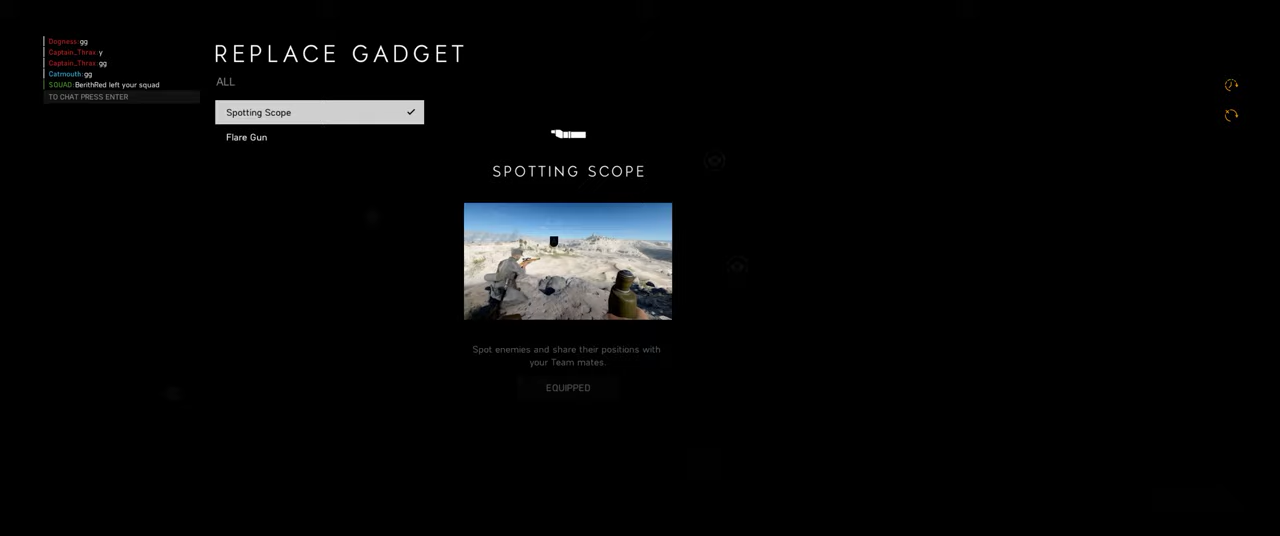 Dogness: gg
Captain_Thrax: y
Captain_Thrax: gg
Catmouth: gg
SQUAD: BerithRed left your squad
TO CHAT PRESS ENTER
REPLACE GADGET
ALL
Spotting Scope
Flare Gun
SPOTTING SCOPE
Spot enemies and share their positions with
your Team mates.
EQUIPPED